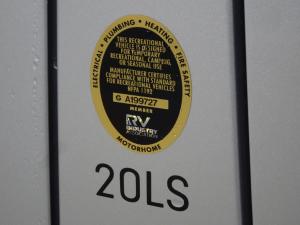 ELECTRICAL • PLUMBING • HEATING • FIRE SAFETY
THIS RECREATIONAL
VEHICLE IS DESIGNED
FOR TEMPORARY
RECREATIONAL, CAMPING
OR SEASONAL USE
MANUFACTURER CERTIFIES
COMPLIANCE WITH STANDARD
FOR RECREATIONAL VEHICLES
NFPA 1192
G A199727
MEMBER
RV
INDUSTRY
ASSOCIATION
MOTORHOME
20LS